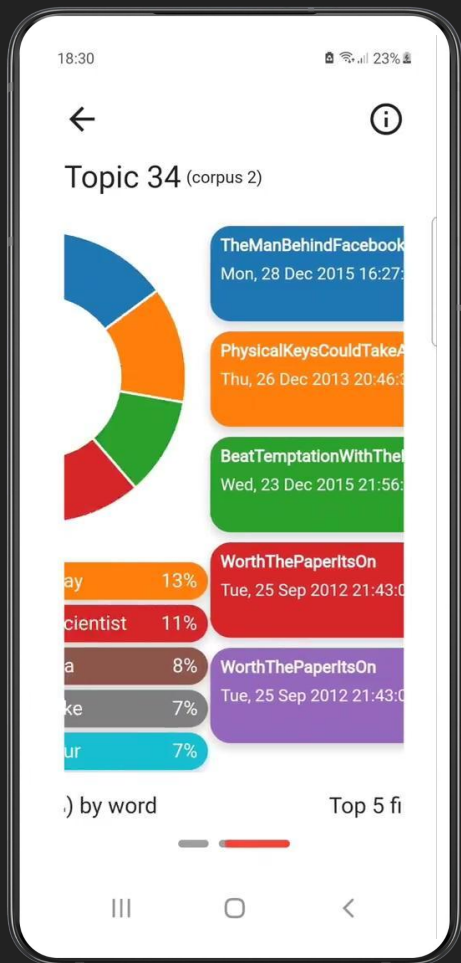 18:30
23%
Topic 34 (corpus 2)
TheManBehindFacebook
Mon, 28 Dec 2015 16:27:
PhysicalKeysCouldTakeA
Thu, 26 Dec 2013 20:46:3
BeatTemptationWithThe
Wed, 23 Dec 2015 21:56:
WorthThePaperItsOn
Tue, 25 Sep 2012 21:43:0
WorthThePaperItsOn
Tue, 25 Sep 2012 21:43:0
ay 13%
cientist 11%
a 8%
ke 7%
ur 7%
) by word
Top 5 fi